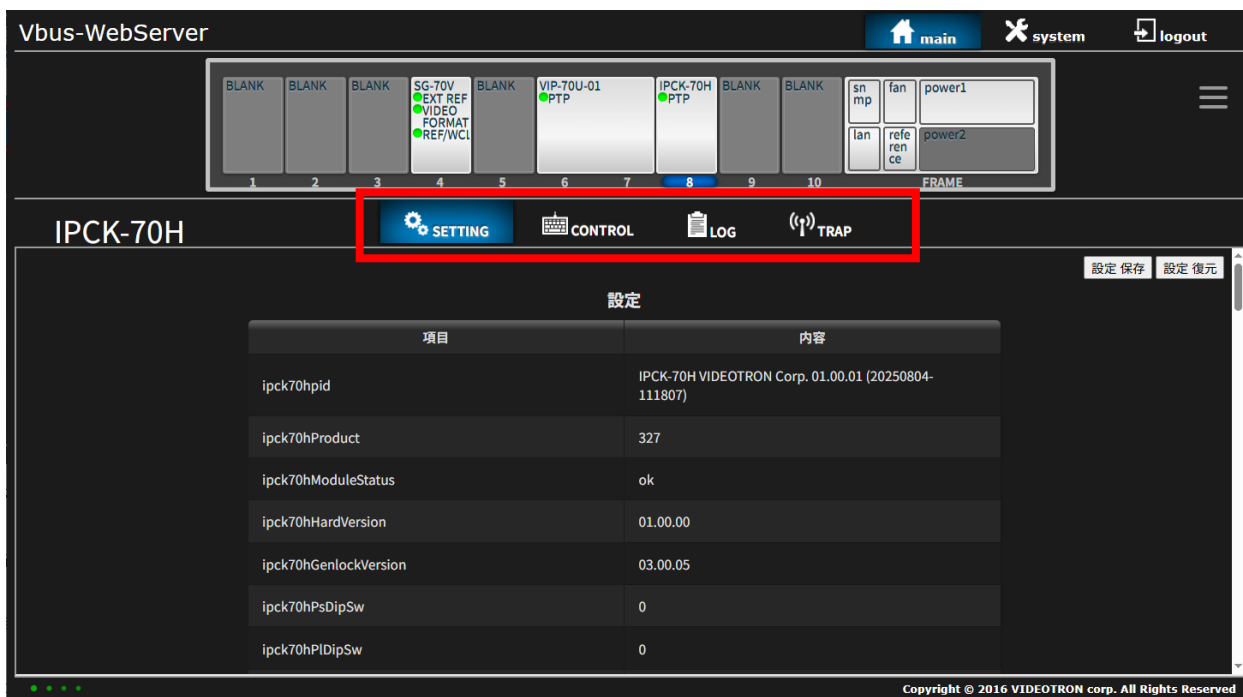 Vbus-WebServer
main
system
logout
BLANK
BLANK
BLANK
SG-70V
EXT REF
VIDEO
FORMAT
REF/WCL
BLANK
VIP-70U-01
PTP
IPCK-70H
PTP
BLANK
BLANK
sn
mp
fan
power1
lan
refe
ren
ce
power2
1 2 3 4 5 6 7 8 9 10 FRAME
IPCK-70H
SETTING
CONTROL
LOG
TRAP
設定 保存
設定 復元
設定
項目 内容
ipck70hpid IPCK-70H VIDEOTRON Corp. 01.00.01 (20250804-
111807)
ipck70hProduct 327
ipck70hModuleStatus ok
ipck70hHardVersion 01.00.00
ipck70hGenlockVersion 03.00.05
ipck70hPsDipSw 0
ipck70hPlDipSw 0
Copyright © 2016 VIDEOTRON corp. All Rights Reserved